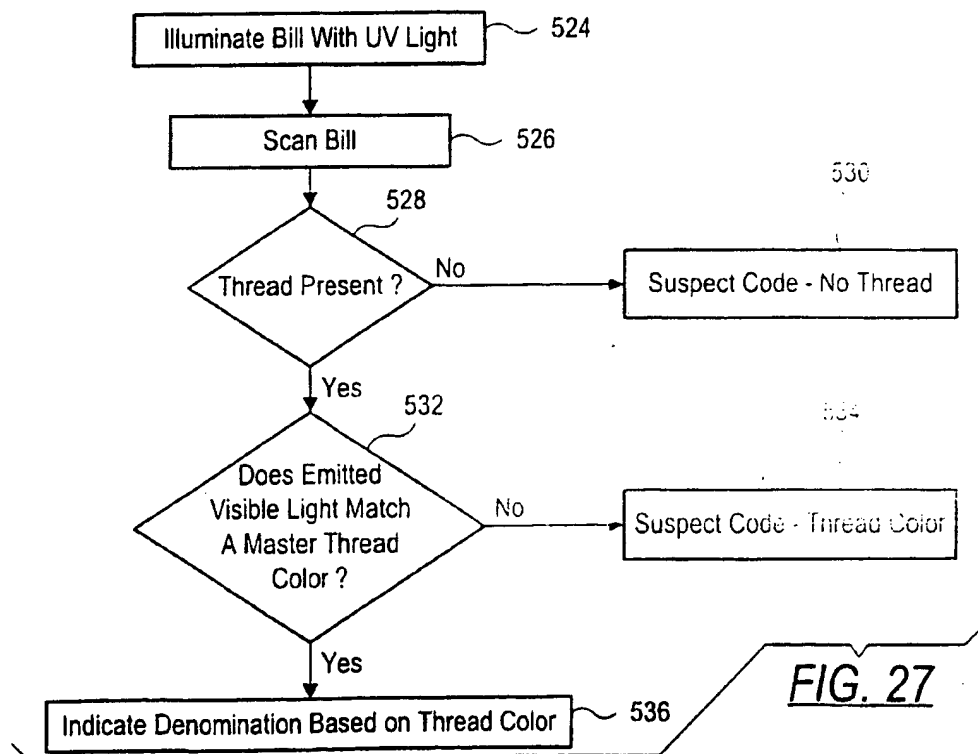 Illuminate Bill With UV Light
524
Scan Bill
526
528
530
Thread Present ?
No
Suspect Code - No Thread
Yes
532
534
Does Emitted
Visible Light Match
A Master Thread
Color ?
No
Suspect Code - Thread Color
Yes
Indicate Denomination Based on Thread Color
536
FIG. 27